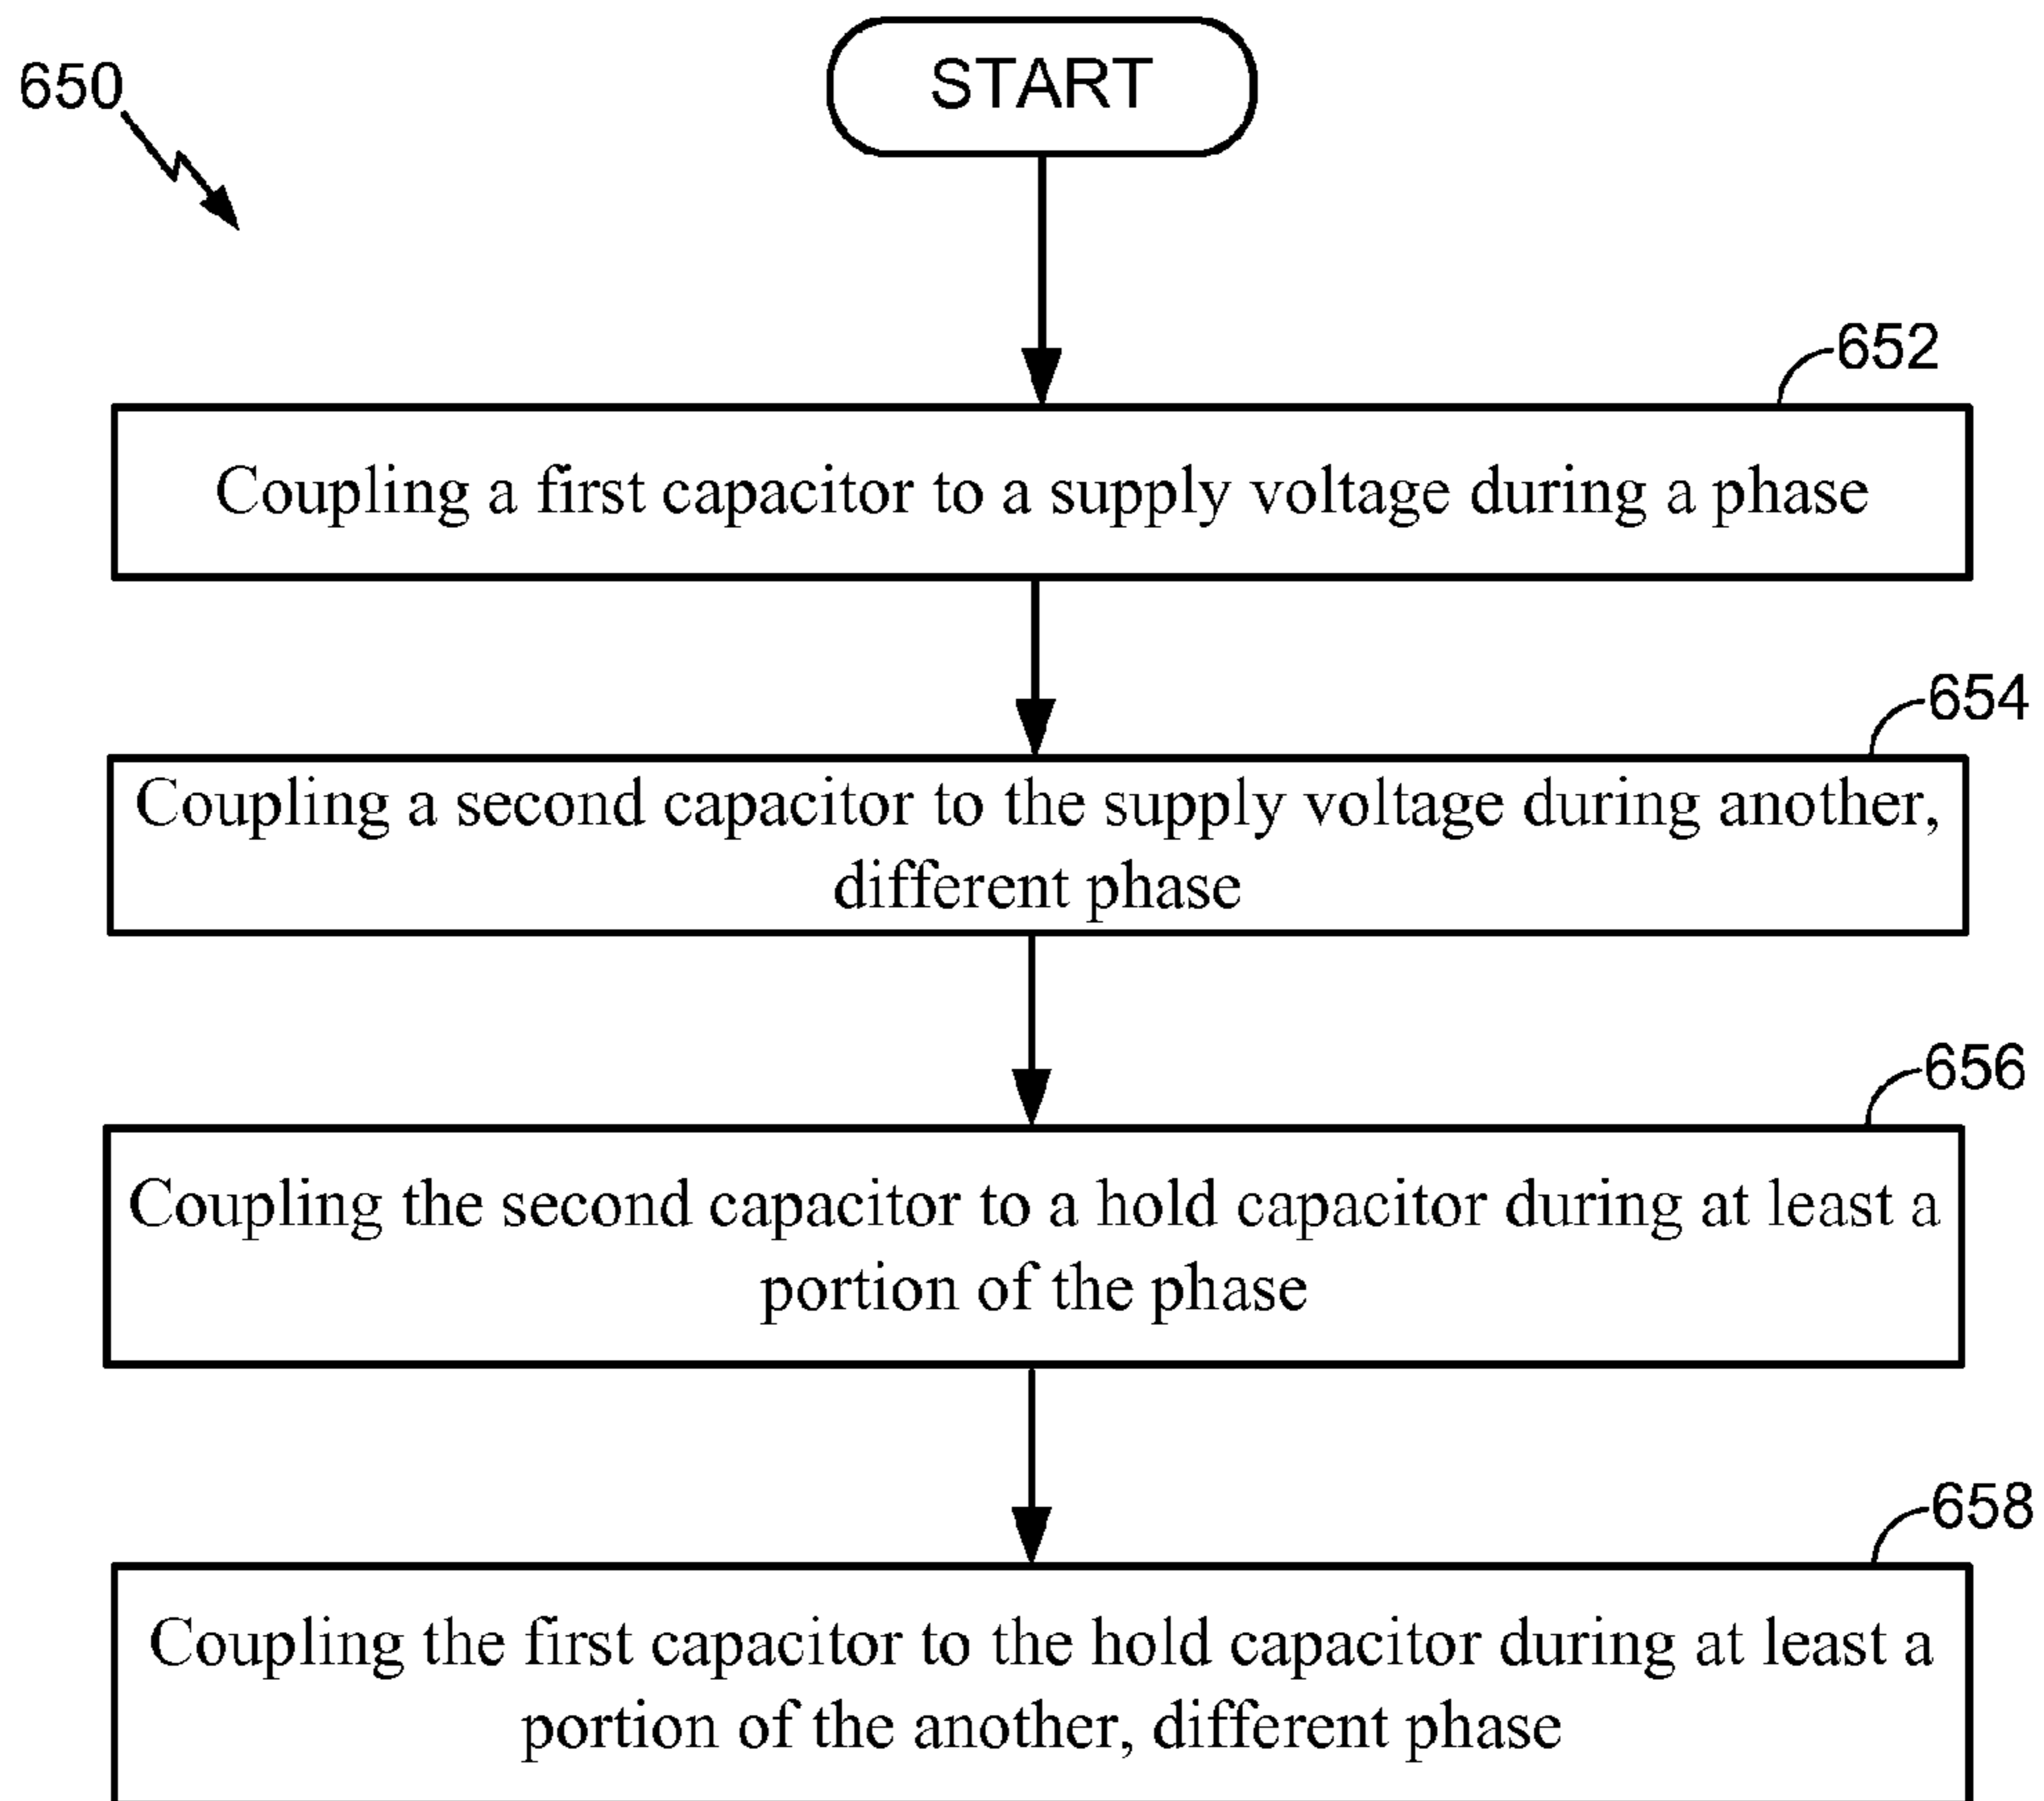 650
START
652
Coupling a first capacitor to a supply voltage during a phase
654
Coupling a second capacitor to the supply voltage during another,
different phase
656
Coupling the second capacitor to a hold capacitor during at least a
portion of the phase
658
Coupling the first capacitor to the hold capacitor during at least a
portion of the another, different phase